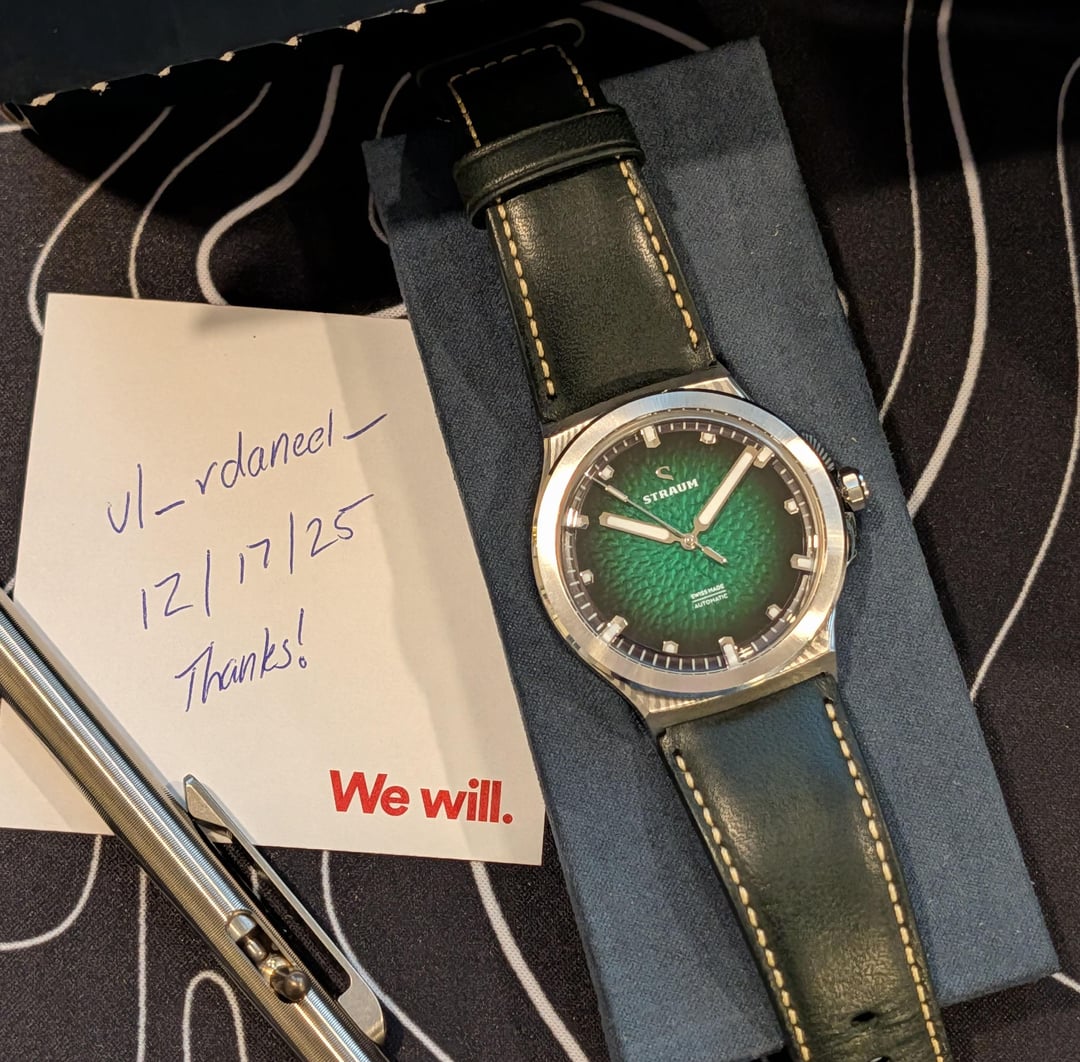 u/_rdaneel_
12/17/25
Thanks!
We will.
STRAUM
SWISS MADE
AUTOMATIC